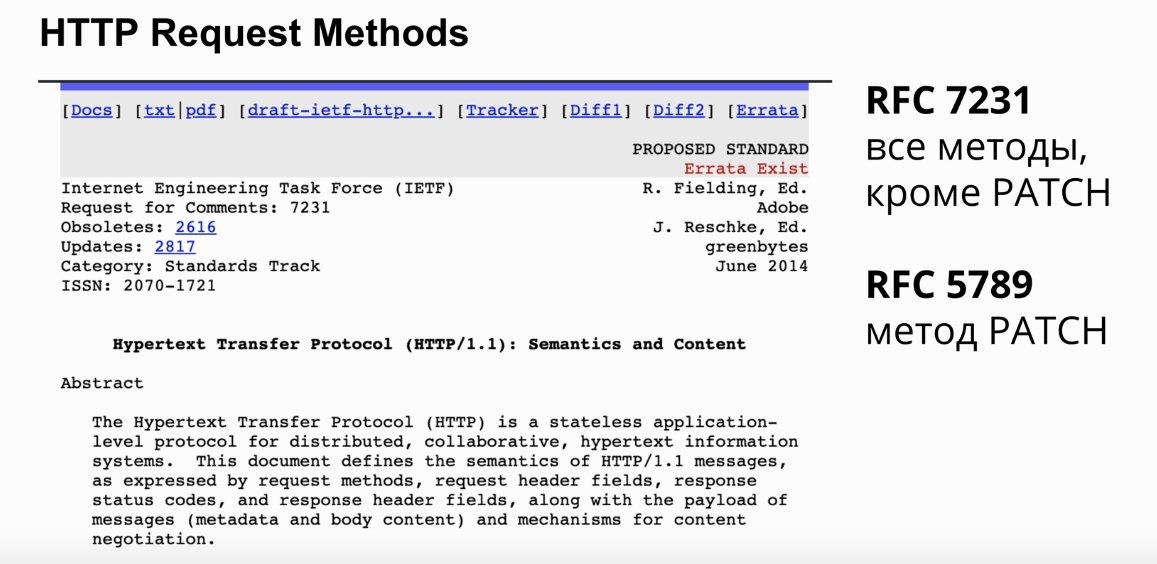 HTTP Request Methods
[Docs] [txt|pdf] [draft-ietf-http...] [Tracker] [Diff1] [Diff2] [Errata]
PROPOSED STANDARD
Errata Exist
Internet Engineering Task Force (IETF) R. Fielding, Ed.
Request for Comments: 7231 Adobe
Obsoletes: 2616 J. Reschke, Ed.
Updates: 2817 greenbytes
Category: Standards Track June 2014
ISSN: 2070-1721
Hypertext Transfer Protocol (HTTP/1.1): Semantics and Content
Abstract
The Hypertext Transfer Protocol (HTTP) is a stateless application-
level protocol for distributed, collaborative, hypertext information
systems. This document defines the semantics of HTTP/1.1 messages,
as expressed by request methods, request header fields, response
status codes, and response header fields, along with the payload of
messages (metadata and body content) and mechanisms for content
negotiation.
RFC 7231
все методы,
кроме PATCH
RFC 5789
метод PATCH